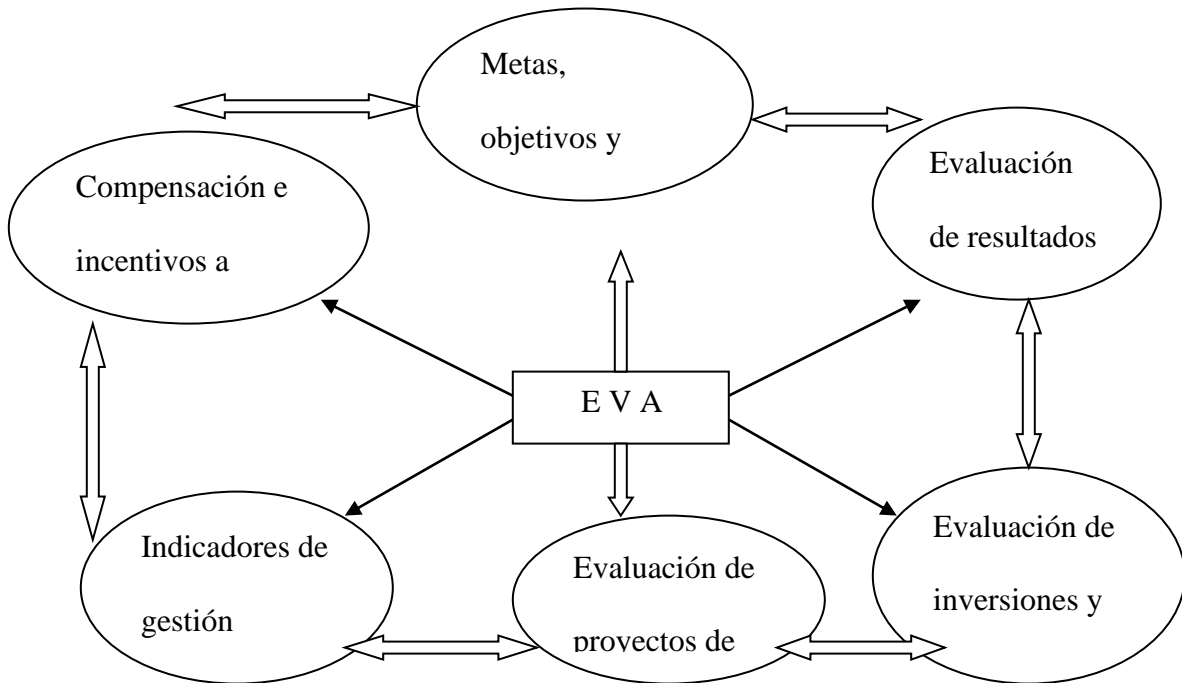 Metas,
objetivos y
Compensación e
incentivos a
Evaluación
de resultados
E V A
Indicadores de
gestión
Evaluación de
proyectos de
Evaluación de
inversiones y